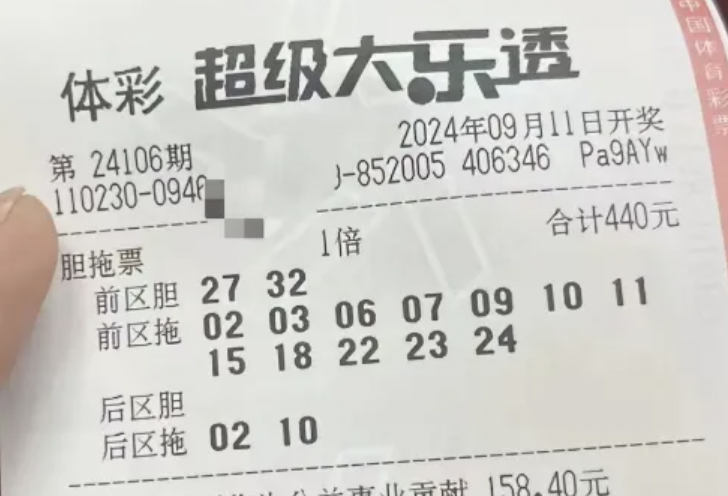 体彩 超级大乐透
第 24106期 2024年09月11日开奖
110230-094 -852005 406346 Pa9AYw
1倍 合计440元
胆拖票
前区胆 27 32
前区拖 02 03 06 07 09 10 11
15 18 22 23 24
后区胆
后区拖 02 10
公益事业贡献 158.40元
中国体育彩票